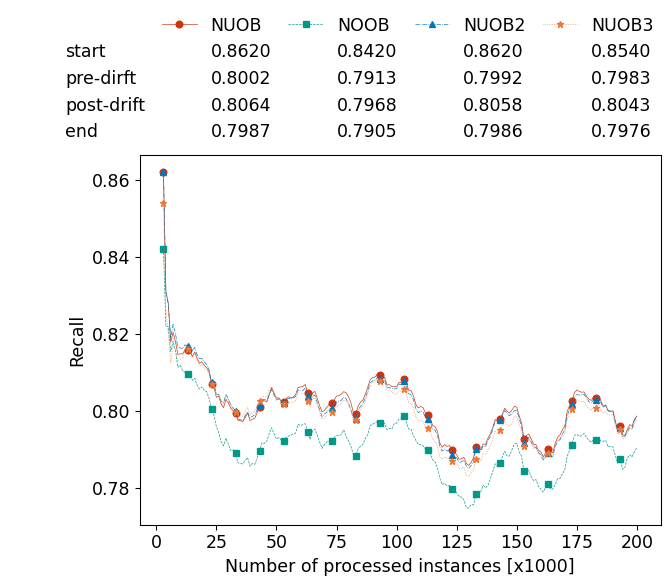 NUOB NOOB NUOB2 NUOB3
start 0.8620 0.8420 0.8620 0.8540
pre-dirft 0.8002 0.7913 0.7992 0.7983
post-drift 0.8064 0.7968 0.8058 0.8043
end 0.7987 0.7905 0.7986 0.7976
0.86
0.84
0.82
0.80
0.78
Recall
0 25 50 75 100 125 150 175 200
Number of processed instances [x1000]